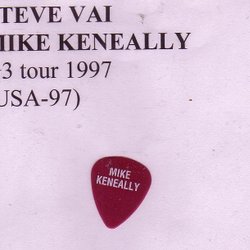 TEVE VAI
MIKE KENEALLY
3 tour 1997
USA-97)
MIKE
KENEALLY